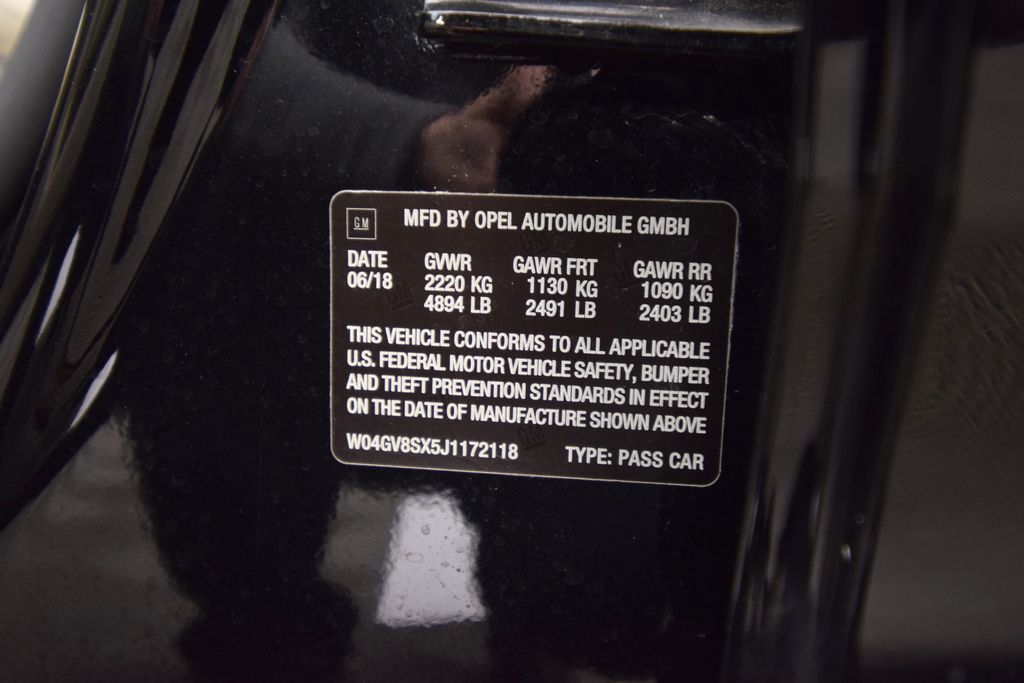 GM
MFD BY OPEL AUTOMOBILE GMBH
DATE GVWR GAWR FRT GAWR RR
06/18 2220 KG 1130 KG 1090 KG
4894 LB 2491 LB 2403 LB
THIS VEHICLE CONFORMS TO ALL APPLICABLE
U.S. FEDERAL MOTOR VEHICLE SAFETY, BUMPER
AND THEFT PREVENTION STANDARDS IN EFFECT
ON THE DATE OF MANUFACTURE SHOWN ABOVE
W04GV8SX5J1172118 TYPE: PASS CAR